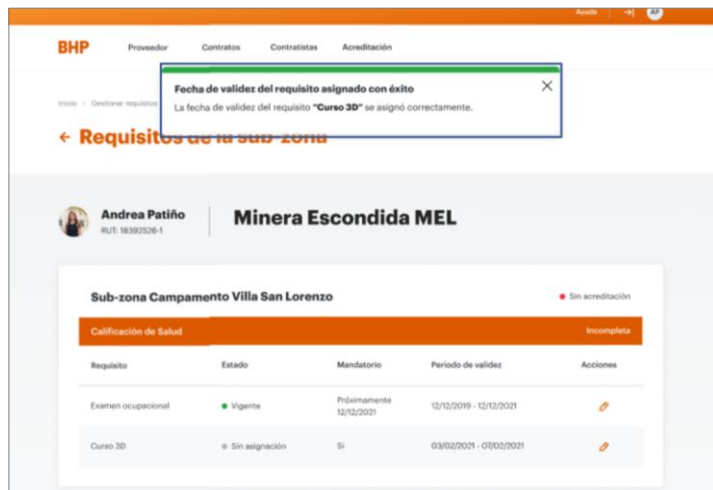 Ayuda
AP
BHP Proveedor Contratos Contratistas Acreditación
Fecha de validez del requisito asignado con éxito
La fecha de validez del requisito "Curso 3D" se asignó correctamente.
Inicio Gestionar requisitos
Requisitos de la sub-zona
Andrea Patiño
RUT: 18392526-1
Minera Escondida MEL
Sub-zona Campamento Villa San Lorenzo Sin acreditación
Calificación de Salud Incompleta
Requisito Estado Mandatorio Periodo de validez Acciones
Examen ocupacional Vigente Próximamente 12/12/2021 12/12/2019 - 12/12/2021
Curso 3D Sin asignación Si 03/02/2021 - 07/02/2021